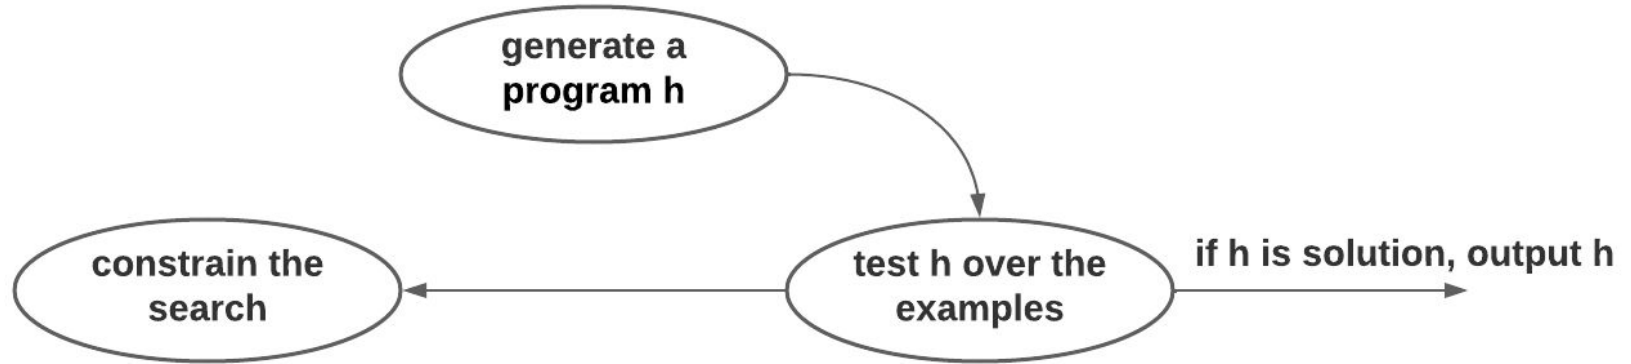 generate a
program h
if h is solution, output h
constrain the
search
test h over the
examples